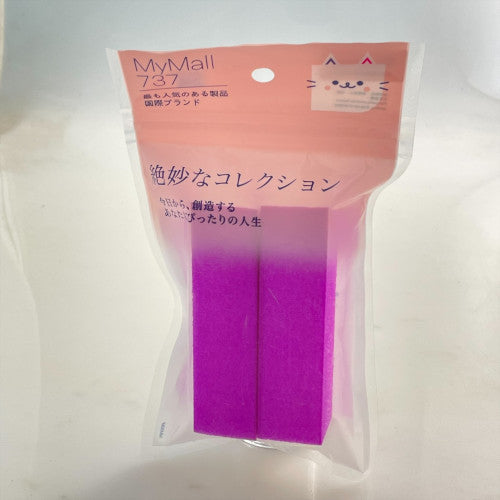 MyMall
737
最も人気のある製品
国際ブランド
絶妙なコレクション
今日から、創造する
あなたにぴったりの人生